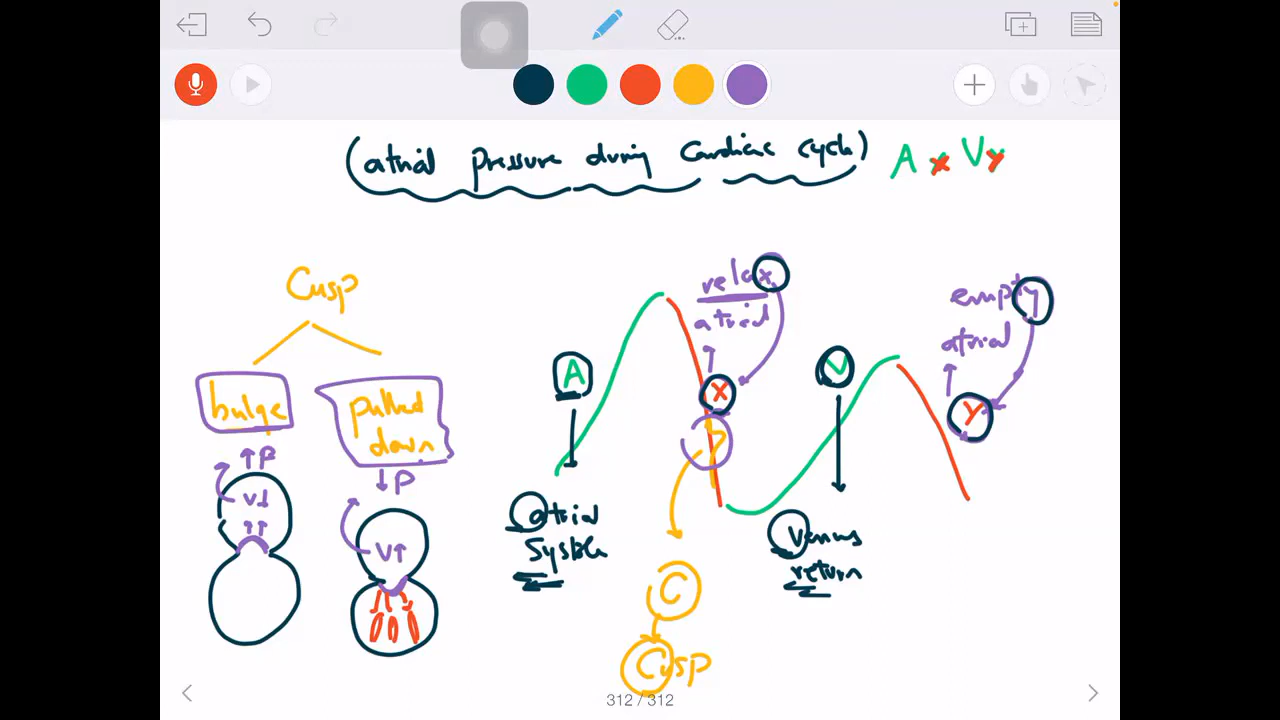 (atrial pressure during Cardiac cycle) A x V y
Cusp
bulge
pulled
down
↑P
V↓
↑↑
↓P
V↑
A
atrial
Systole
relax
atrial
X
C
Cusp
V
Venus
return
empty
atrial
Y
312 / 312